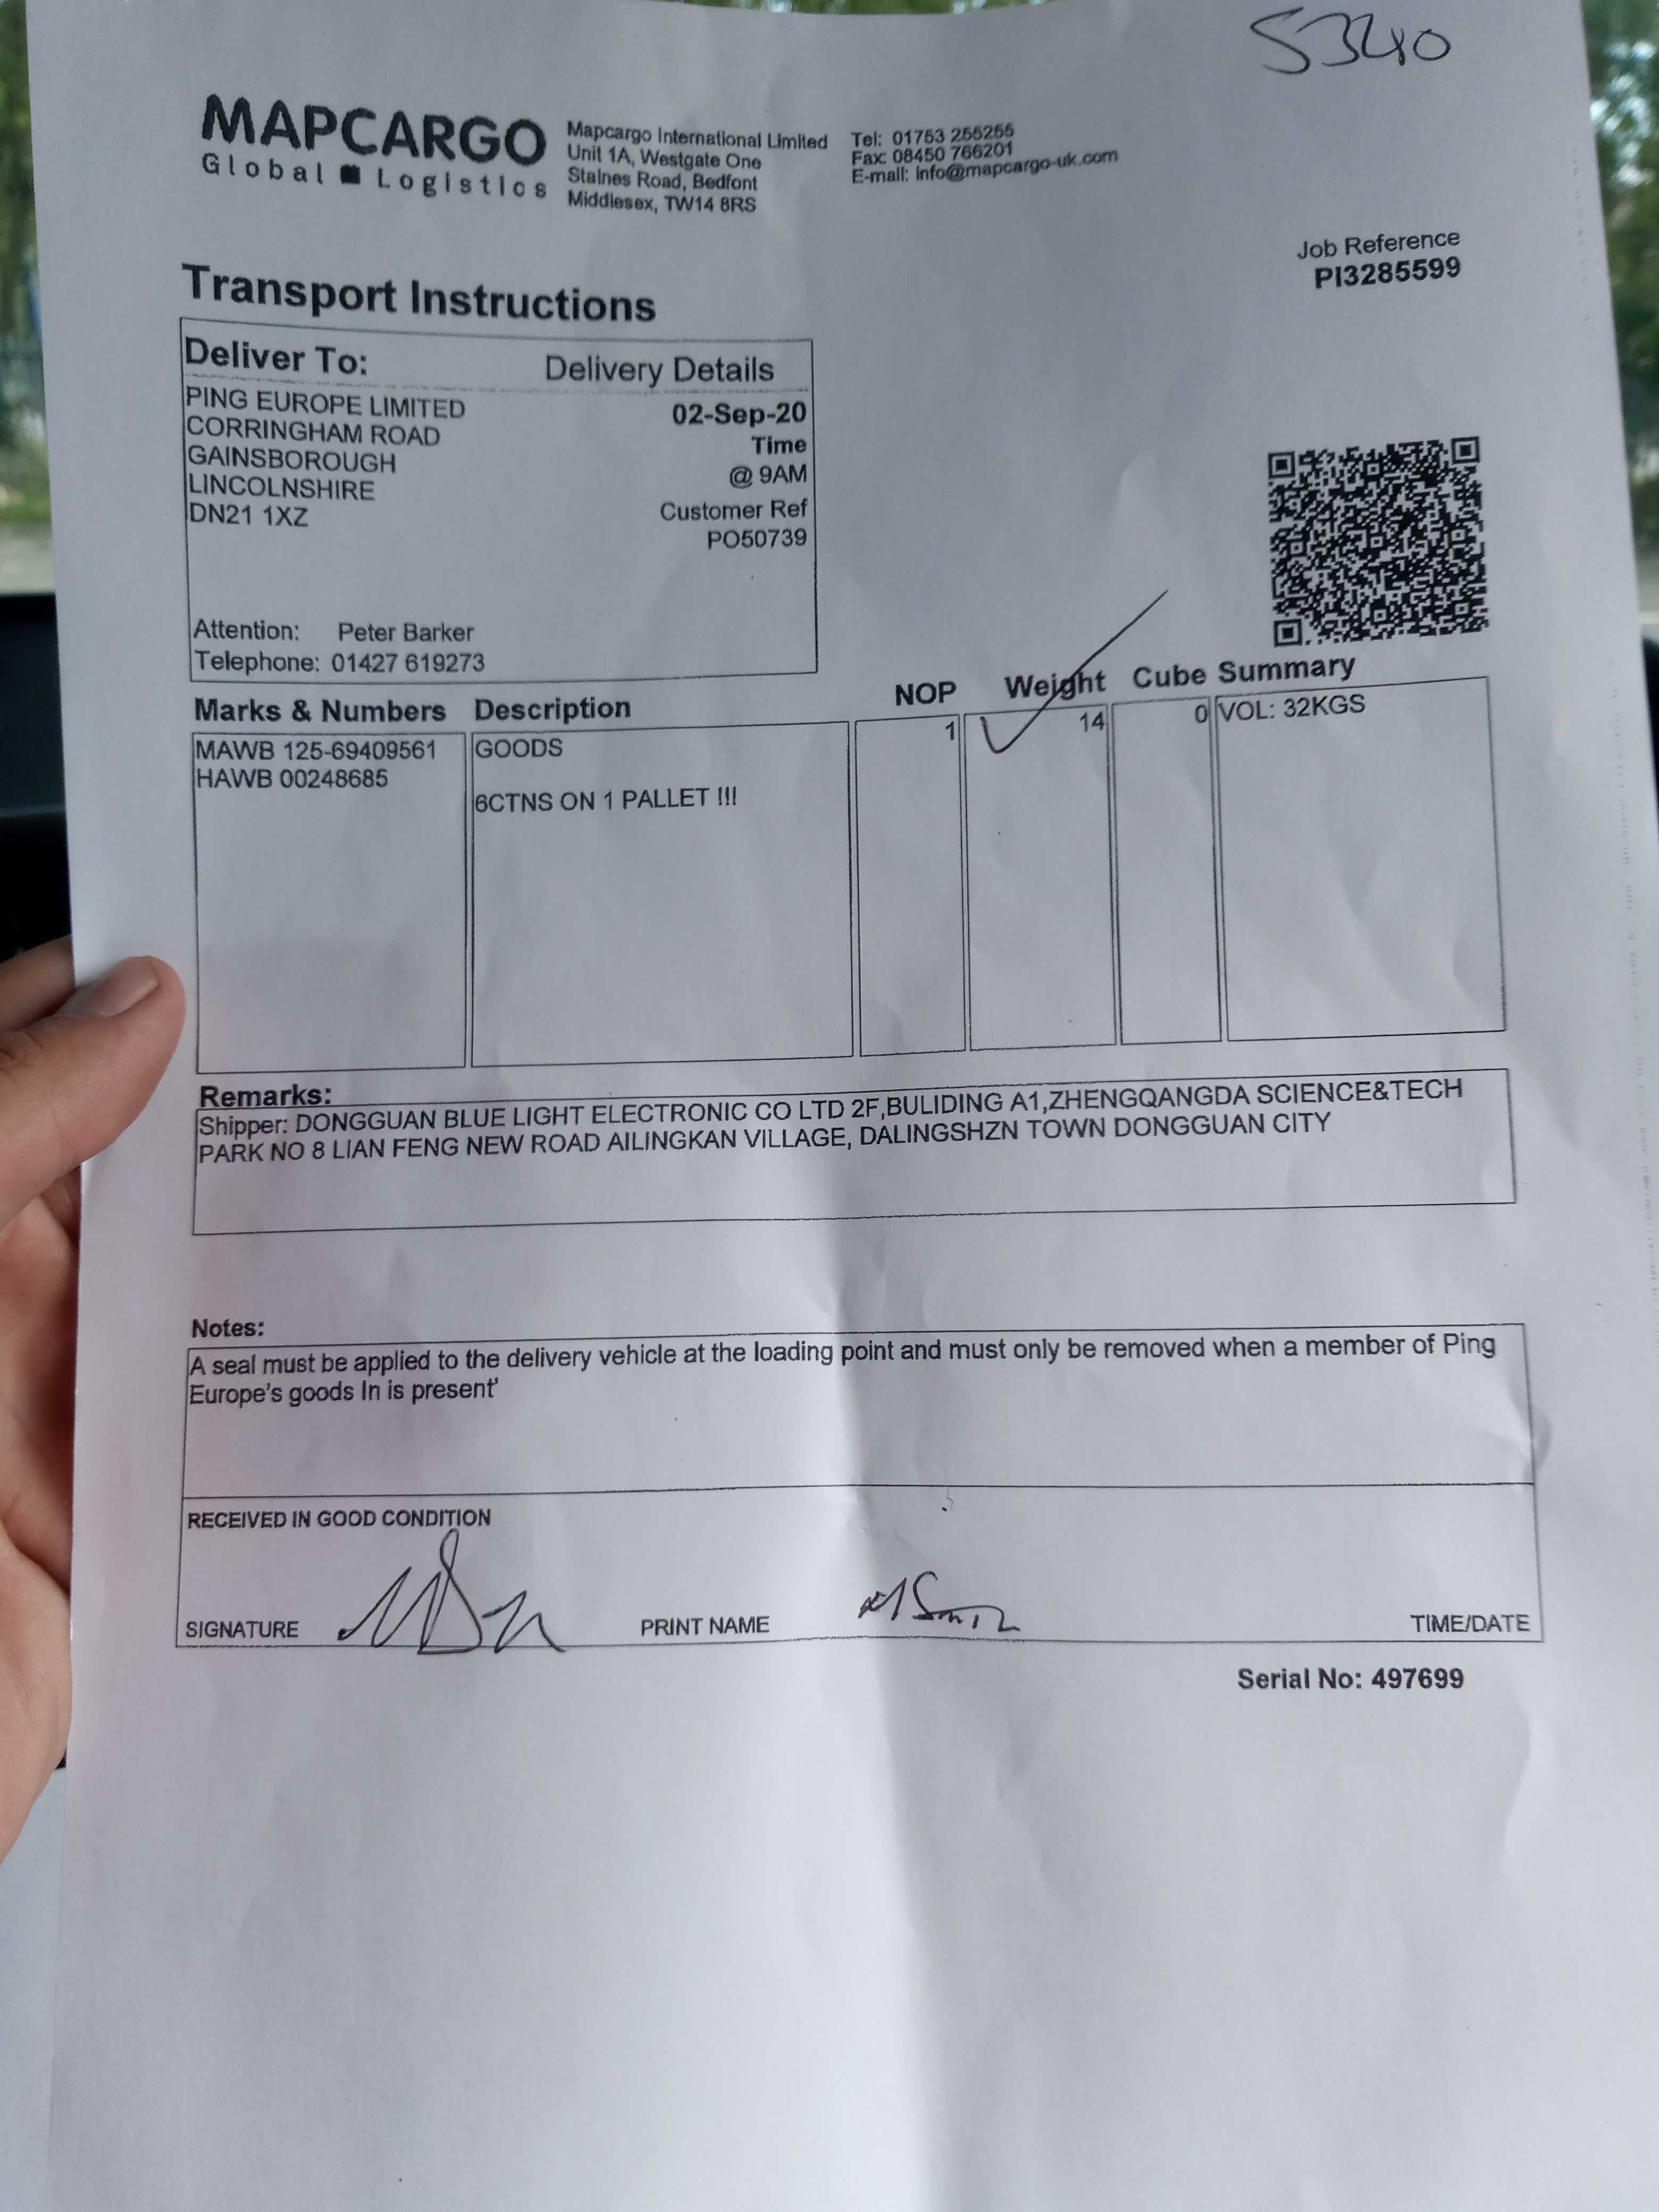 5340
MAPCARGO
Global Logistics
Mapcargo International Limited
Unit 1A, Westgate One
Staines Road, Bedfont
Middlesex, TW14 8RS
Tel: 01753 255255
Fax: 08450 766201
E-mail: info@mapcargo-uk.com
Job Reference
PI3285599
Transport Instructions
Deliver To:
PING EUROPE LIMITED
CORRINGHAM ROAD
GAINSBOROUGH
LINCOLNSHIRE
DN21 1XZ
Attention: Peter Barker
Telephone: 01427 619273
Delivery Details
02-Sep-20
Time
@ 9AM
Customer Ref
PO50739
Marks & Numbers Description NOP Weight Cube Summary
MAWB 125-69409561 GOODS 1 14 0 VOL: 32KGS
HAWB 00248685
6CTNS ON 1 PALLET !!!
Remarks:
Shipper: DONGGUAN BLUE LIGHT ELECTRONIC CO LTD 2F,BULIDING A1,ZHENGQANGDA SCIENCE&TECH
PARK NO 8 LIAN FENG NEW ROAD AILINGKAN VILLAGE, DALINGSHZN TOWN DONGGUAN CITY
Notes:
A seal must be applied to the delivery vehicle at the loading point and must only be removed when a member of Ping
Europe's goods In is present'
RECEIVED IN GOOD CONDITION
SIGNATURE PRINT NAME TIME/DATE
Serial No: 497699